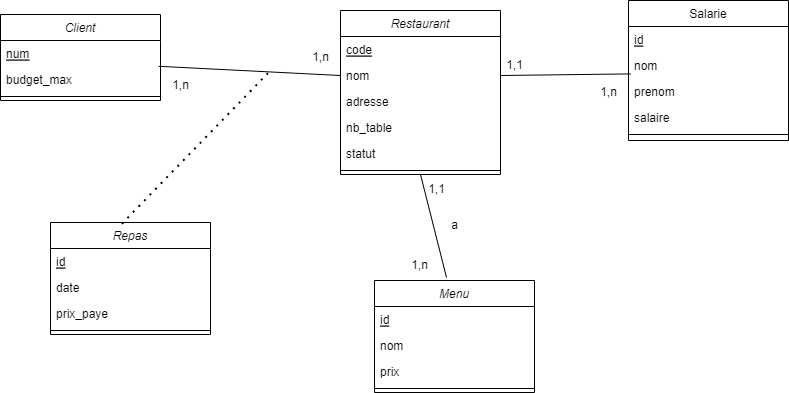 Client
num
budget_max
1,n
1,n
Restaurant
code
nom
adresse
nb_table
statut
1,1
1,n
Salarie
id
nom
prenom
salaire
1,1
a
1,n
Repas
id
date
prix_paye
Menu
id
nom
prix